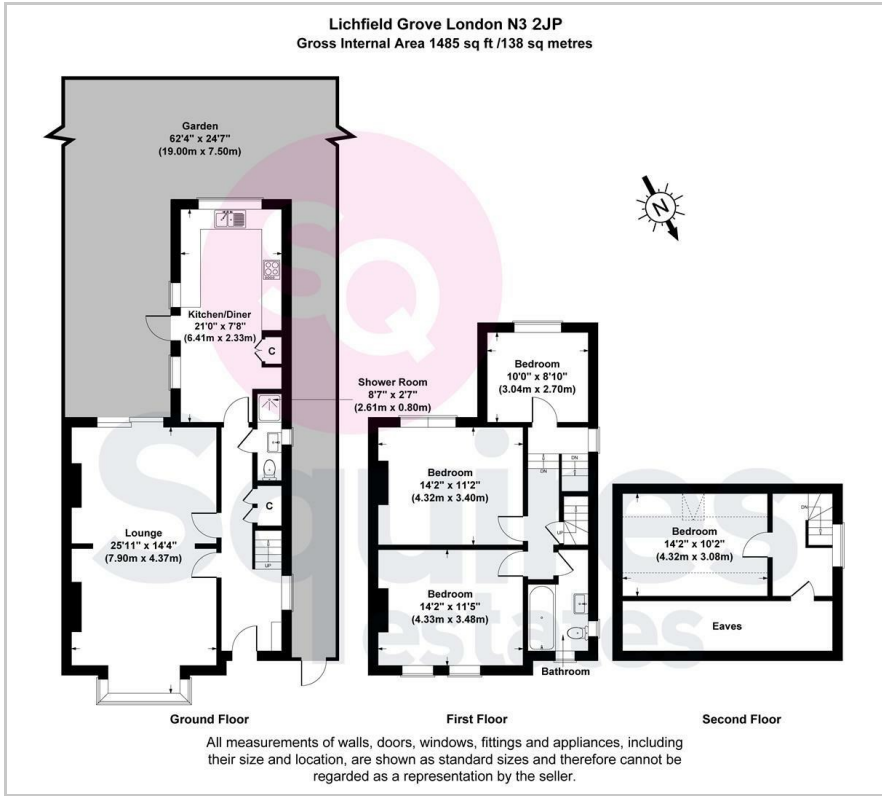 Lichfield Grove London N3 2JP
Gross Internal Area 1485 sq ft /138 sq metres
Garden
62'4" x 24'7"
(19.00m x 7.50m)
N
SQ
Kitchen/Diner
21'0" x 7'8"
(6.41m x 2.33m)
C
Shower Room
8'7" x 2'7"
(2.61m x 0.80m)
Bedroom
10'0" x 8'10"
(3.04m x 2.70m)
Squires
estates
Lounge
25'11" x 14'4"
(7.90m x 4.37m)
C
UP
Bedroom
14'2" x 11'2"
(4.32m x 3.40m)
DN
DN
UP
Bedroom
14'2" x 11'5"
(4.33m x 3.48m)
Bathroom
Bedroom
14'2" x 10'2"
(4.32m x 3.08m)
DN
Eaves
Ground Floor
First Floor
Second Floor
All measurements of walls, doors, windows, fittings and appliances, including
their size and location, are shown as standard sizes and therefore cannot be
regarded as a representation by the seller.